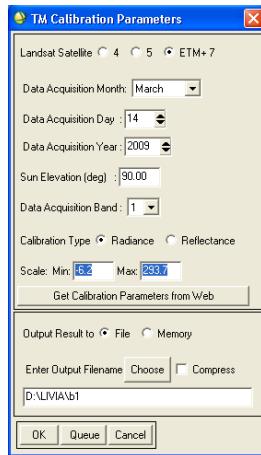 TM Calibration Parameters
Landsat Satellite 4 5 ETM+ 7
Data Acquisition Month: March
Data Acquisition Day : 14
Data Acquisition Year : 2009
Sun Elevation (deg) : 90.00
Data Acquisition Band : 1
Calibration Type Radiance Reflectance
Scale: Min: -6.2 Max: 293.7
Get Calibration Parameters from Web
Output Result to File Memory
Enter Output Filename Choose Compress
D:\LIVIA\b1
OK Queue Cancel